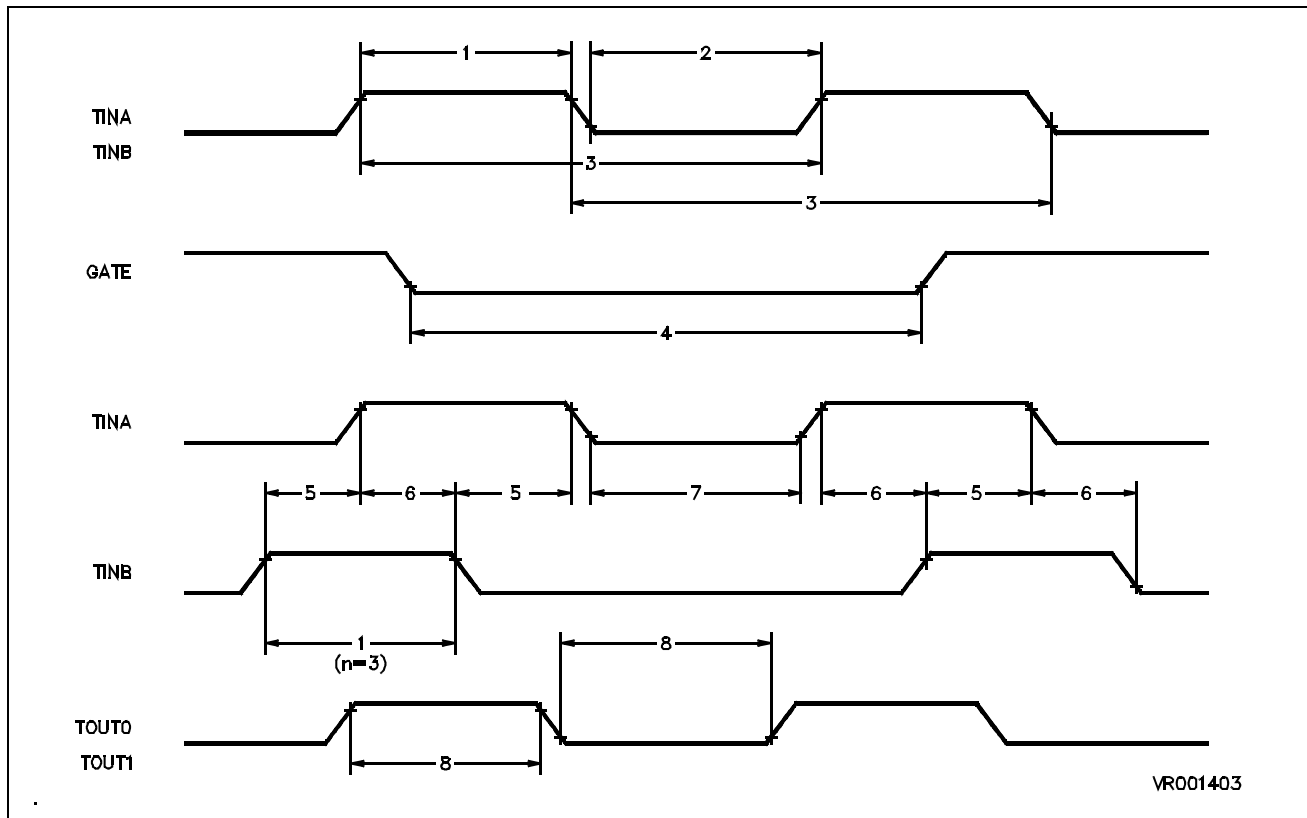 1 2
TINA
TINB
3
3
GATE
4
TINA
5 6 5 7 6 5 6
TINB
1 8
(n=3)
TOUT0
TOUT1
8
VR001403